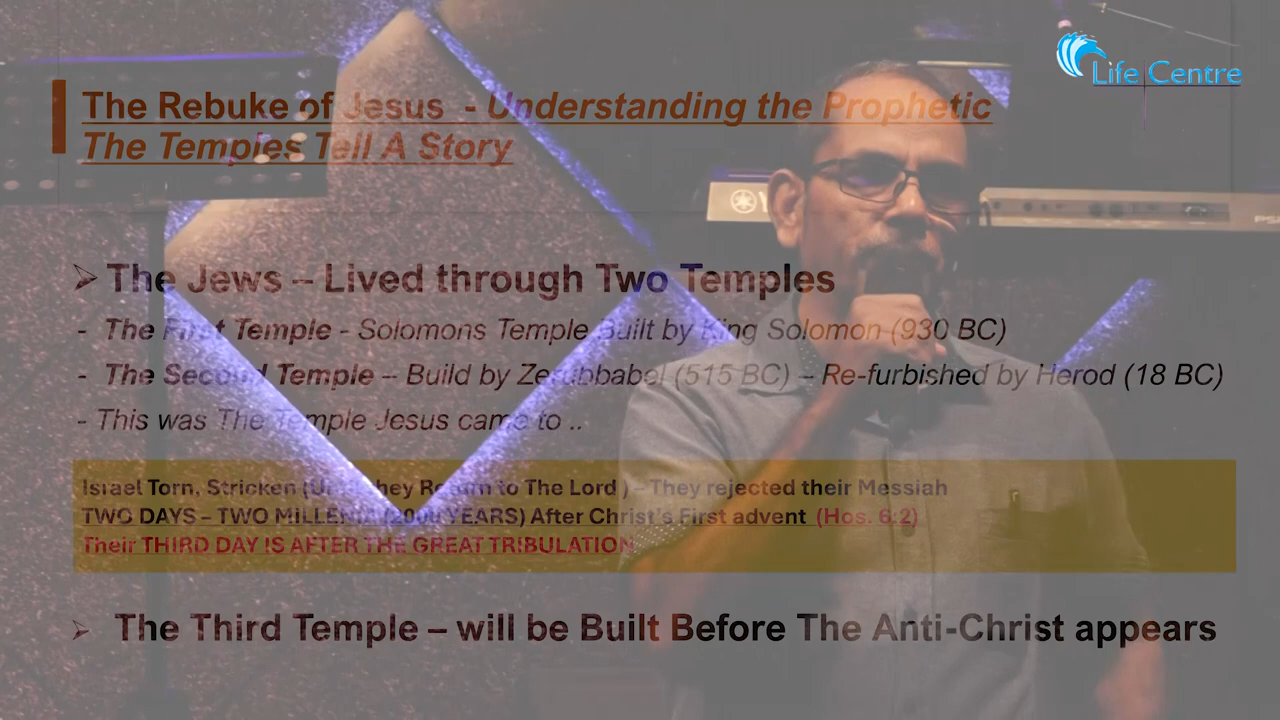 Life Centre
The Rebuke of Jesus - Understanding the Prophetic
The Temples Tell A Story
➢ The Jews – Lived through Two Temples
- The First Temple - Solomons Temple Built by King Solomon (930 BC)
- The Second Temple – Build by Zerubbabel (515 BC) – Re-furbished by Herod (18 BC)
- This was The Temple Jesus came to ..
Israel Torn, Stricken (Until they Return to The Lord ) – They rejected their Messiah
TWO DAYS – TWO MILLENIA (2000 YEARS) After Christ's First advent (Hos. 6:2)
Their THIRD DAY IS AFTER THE GREAT TRIBULATION
➢ The Third Temple – will be Built Before The Anti-Christ appears